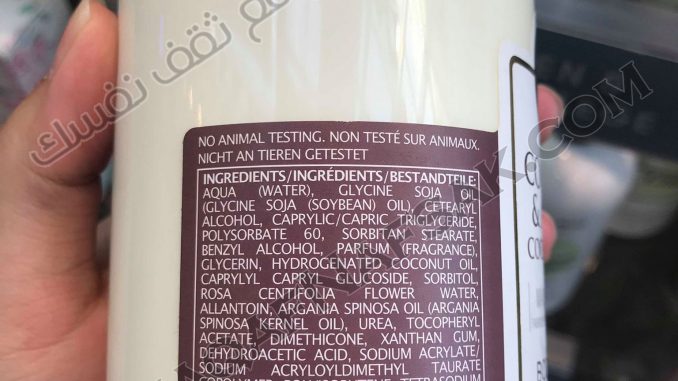 موقع ثقف نفسك
NO ANIMAL TESTING. NON TESTÉ SUR ANIMAUX.
NICHT AN TIEREN GETESTET
INGREDIENTS/INGRÉDIENTS/BESTANDTEILE:
AQUA (WATER), GLYCINE SOJA OIL
(GLYCINE SOJA (SOYBEAN) OIL), CETEARYL
ALCOHOL, CAPRYLIC/CAPRIC TRIGLYCERIDE,
POLYSORBATE 60, SORBITAN STEARATE,
BENZYL ALCOHOL, PARFUM (FRAGRANCE),
GLYCERIN, HYDROGENATED COCONUT OIL,
CAPRYLYL CAPRYL GLUCOSIDE, SORBITOL,
ROSA CENTIFOLIA FLOWER WATER,
ALLANTOIN, ARGANIA SPINOSA OIL (ARGANIA
SPINOSA KERNEL OIL), UREA, TOCOPHERYL
ACETATE, DIMETHICONE, XANTHAN GUM,
DEHYDROACETIC ACID, SODIUM ACRYLATE/
SODIUM ACRYLOYLDIMETHYL TAURATE
&